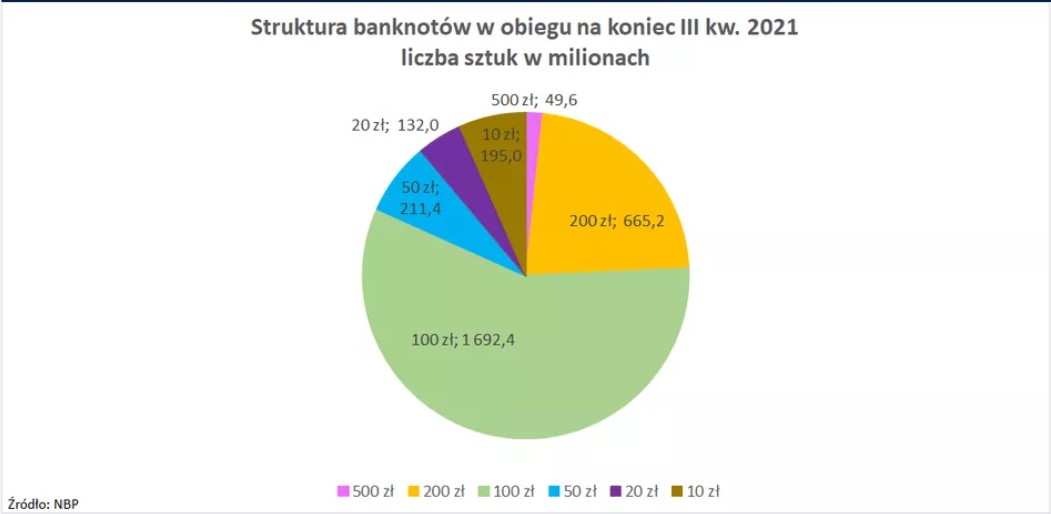 Struktura banknotów w obiegu na koniec III kw. 2021
liczba sztuk w milionach
500 zł; 49,6
20 zł; 132,0
10 zł;
195,0
50 zł;
211,4
200 zł; 665,2
100 zł; 1 692,4
500 zł 200 zł 100 zł 50 zł 20 zł 10 zł
Źródło: NBP